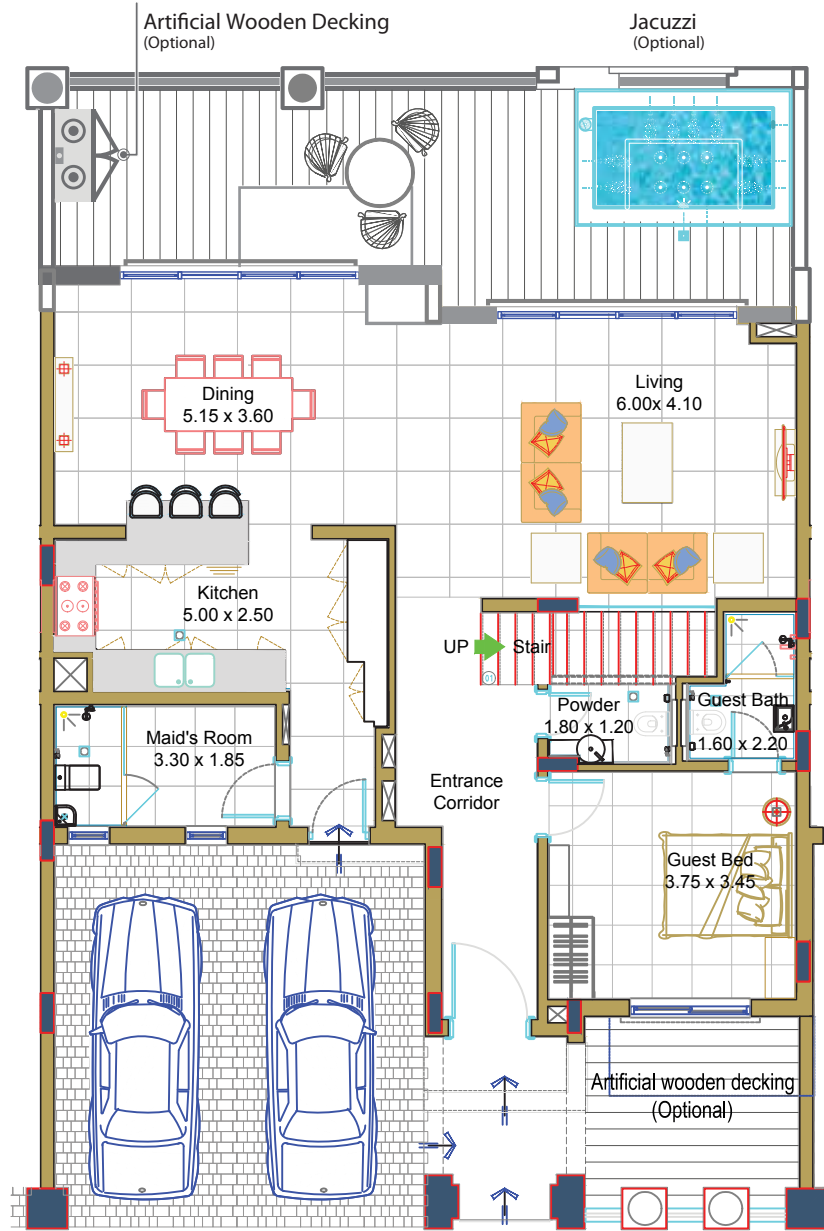 Artificial Wooden Decking
(Optional)
Jacuzzi
(Optional)
Dining
5.15 x 3.60
Living
6.00x 4.10
Kitchen
5.00 x 2.50
UP
Stair
01
Powder
1.80 x 1.20
Guest Bath
1.60 x 2.20
Maid's Room
3.30 x 1.85
Entrance
Corridor
Guest Bed
3.75 x 3.45
Artificial wooden decking
(Optional)